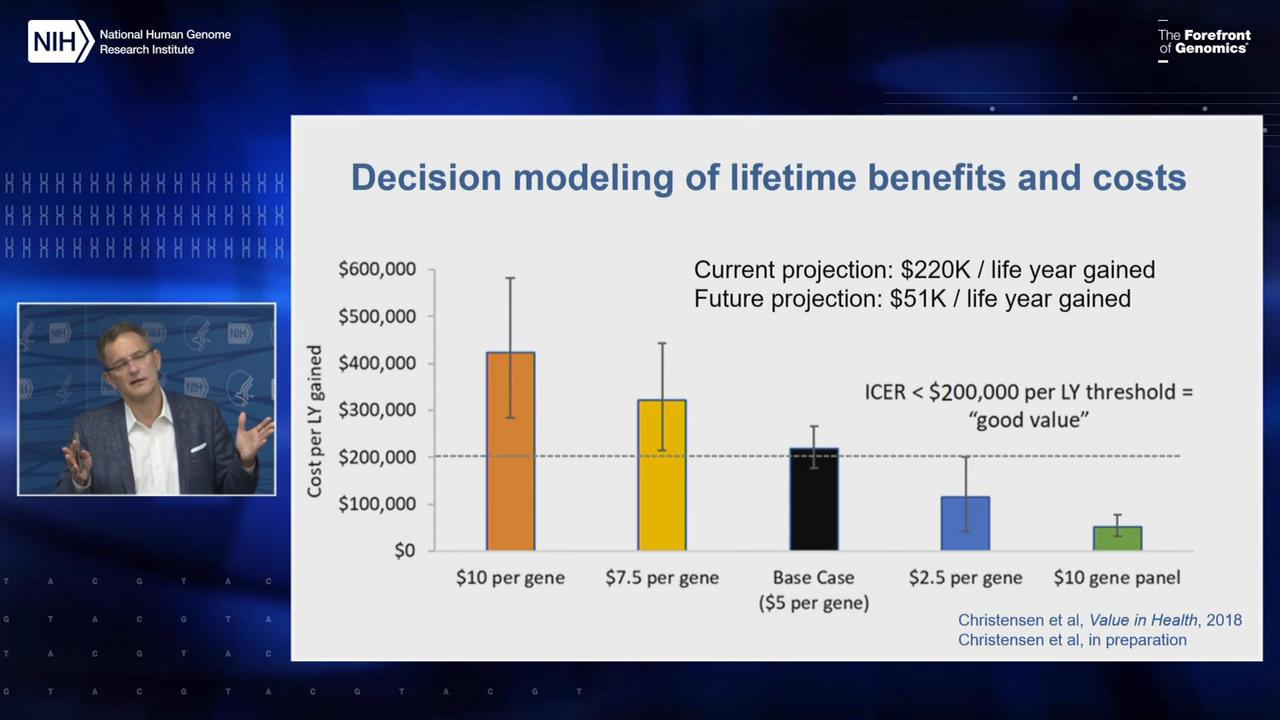 NIH
National Human Genome
Research Institute
The Forefront
of Genomics®
Decision modeling of lifetime benefits and costs
Current projection: $220K / life year gained
Future projection: $51K / life year gained
ICER < $200,000 per LY threshold =
“good value”
Cost per LY gained
$600,000
$500,000
$400,000
$300,000
$200,000
$100,000
$0
$10 per gene
$7.5 per gene
Base Case
($5 per gene)
$2.5 per gene
$10 gene panel
Christensen et al, Value in Health, 2018
Christensen et al, in preparation
NIH
NIH
NIH
NIH
T A C G T A C
G T A C G T A
T A C G T A C
G T A C G T A C G T A C G T